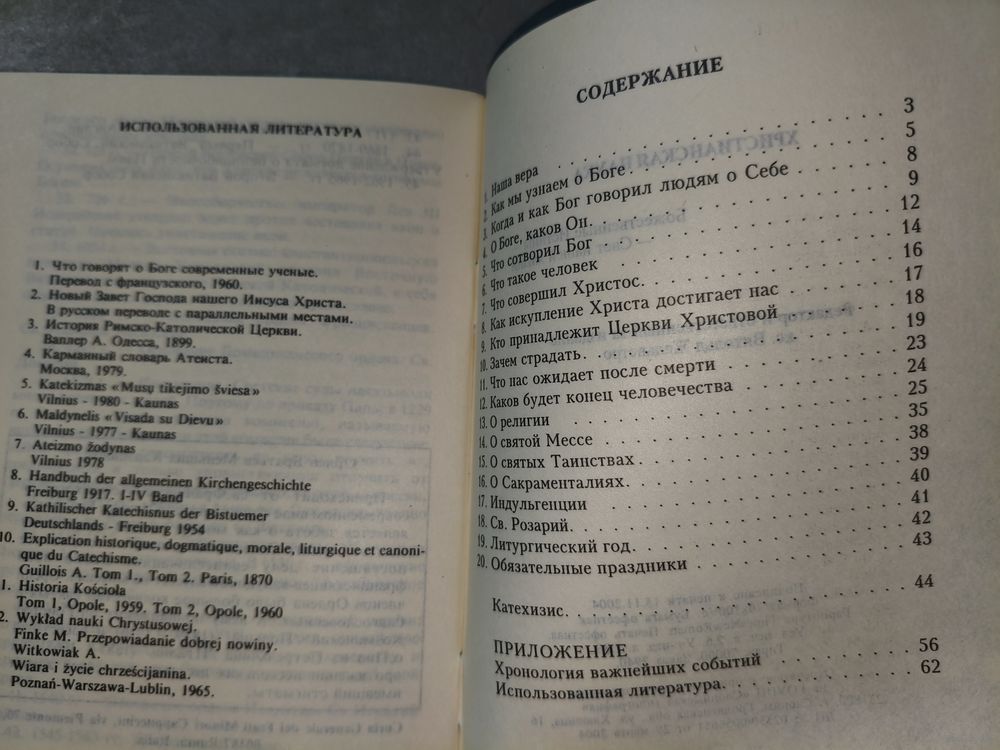 ИСПОЛЬЗОВАННАЯ ЛИТЕРАТУРА
1. Что говорят о Боге современные ученые.
Перевод с французского, 1960.
2. Новый Завет Господа нашего Иисуса Христа.
В русском переводе с параллельными местами.
3. История Римско-Католической Церкви.
Ваплер А. Одесса, 1899.
4. Карманный словарь Атеиста.
Москва, 1979.
5. Katekizmas «Musų tikejimo šviesa»
Vilnius - 1980 - Kaunas
6. Maldynelis «Visada su Dievu»
Vilnius - 1977 - Kaunas
7. Ateizmo žodynas
Vilnius 1978
8. Handbuch der allgemeinen Kirchengeschichte
Freiburg 1917. I-IV Band
9. Kathilischer Katechisnus der Bistuemer
Deutschlands - Freiburg 1954
10. Explication historique, dogmatique, morale, liturgique et canoni-
que du Catechisme.
Guillois A. Tom 1., Tom 2. Paris, 1870
1. Historia Kościoła
Tom 1, Opole, 1959. Tom 2, Opole, 1960
2. Wykład nauki Chrystusowej.
Finke M. Przepowiadanie dobrej nowiny.
Witkowiak A.
Wiara i życie chrześcijanina.
Poznań-Warszawa-Lublin, 1965.
СОДЕРЖАНИЕ
1. Наша вера . . . . . . . . . . 3
2. Как мы узнаем о Боге . . . . . . . . . . 5
3. Когда и как Бог говорил людям о Себе . . . . . 8
4. О Боге, каков Он . . . . . . . . . . 9
5. Что сотворил Бог . . . . . . . . . . 12
6. Что такое человек . . . . . . . . . . 14
7. Что совершил Христос . . . . . . . . . . 16
8. Как искупление Христа достигает нас . . . . . 17
9. Кто принадлежит Церкви Христовой . . . . . 18
10. Зачем страдать . . . . . . . . . . 19
11. Что нас ожидает после смерти . . . . . . . 23
12. Каков будет конец человечества . . . . . . . 24
13. О религии . . . . . . . . . . 25
14. О святой Мессе . . . . . . . . . . 35
15. О святых Таинствах . . . . . . . . . . 38
16. О Сакраменталиях . . . . . . . . . . 39
17. Индульгенции . . . . . . . . . . 40
18. Св. Розарий . . . . . . . . . . 41
19. Литургический год . . . . . . . . . . 42
20. Обязательные праздники . . . . . . . . . 43
Катехизис . . . . . . . . . . 44
ПРИЛОЖЕНИЕ
Хронология важнейших событий . . . . . . . 56
Использованная литература . . . . . . . . 62